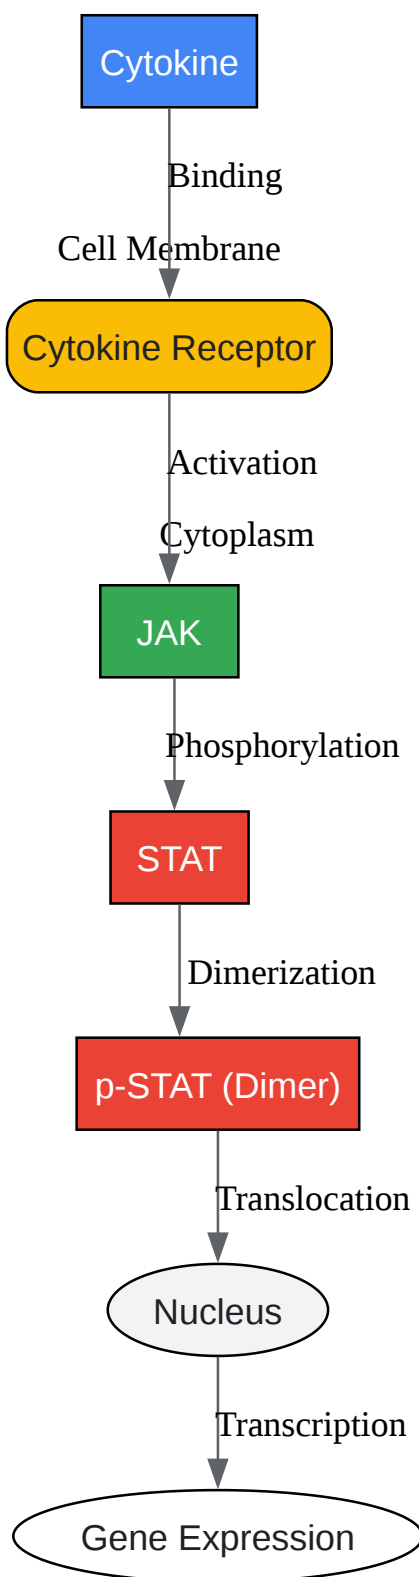 Cytokine
Binding
Cell Membrane
Cytokine Receptor
Activation
Cytoplasm
JAK
Phosphorylation
STAT
Dimerization
p-STAT (Dimer)
Translocation
Nucleus
Transcription
Gene Expression